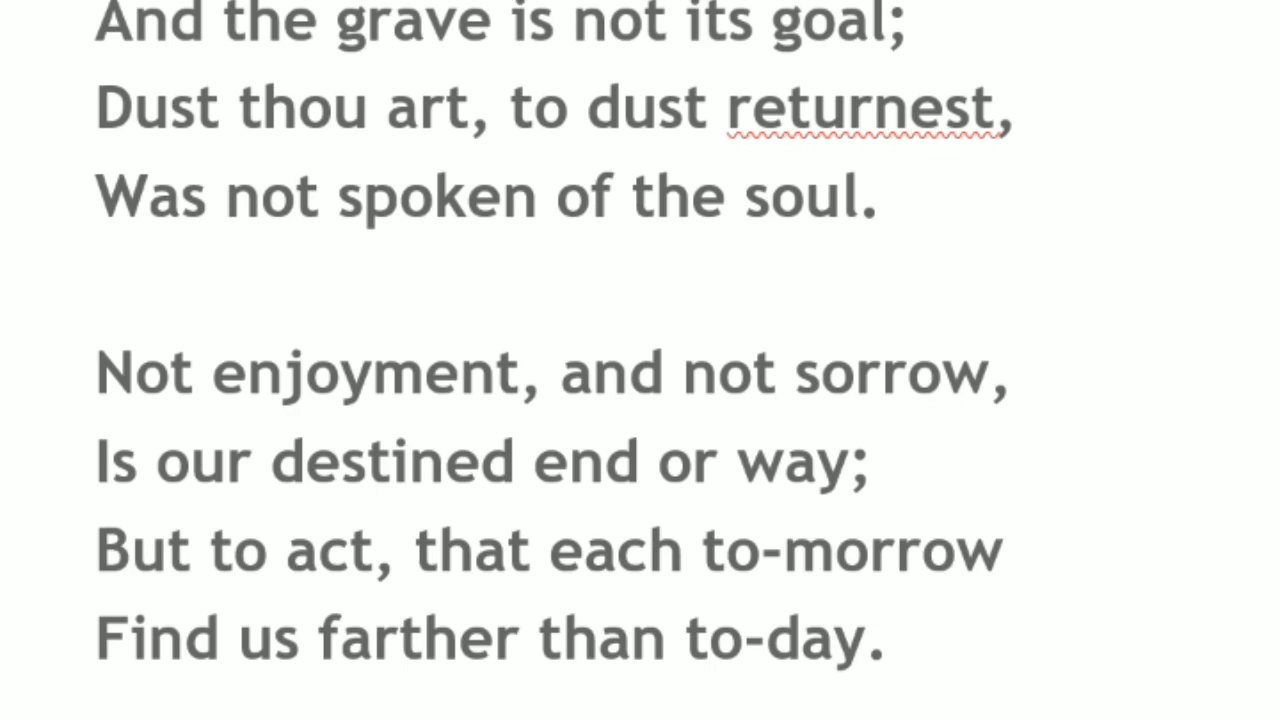 And the grave is not its goal;
Dust thou art, to dust returnest,
Was not spoken of the soul.
Not enjoyment, and not sorrow,
Is our destined end or way;
But to act, that each to-morrow
Find us farther than to-day.